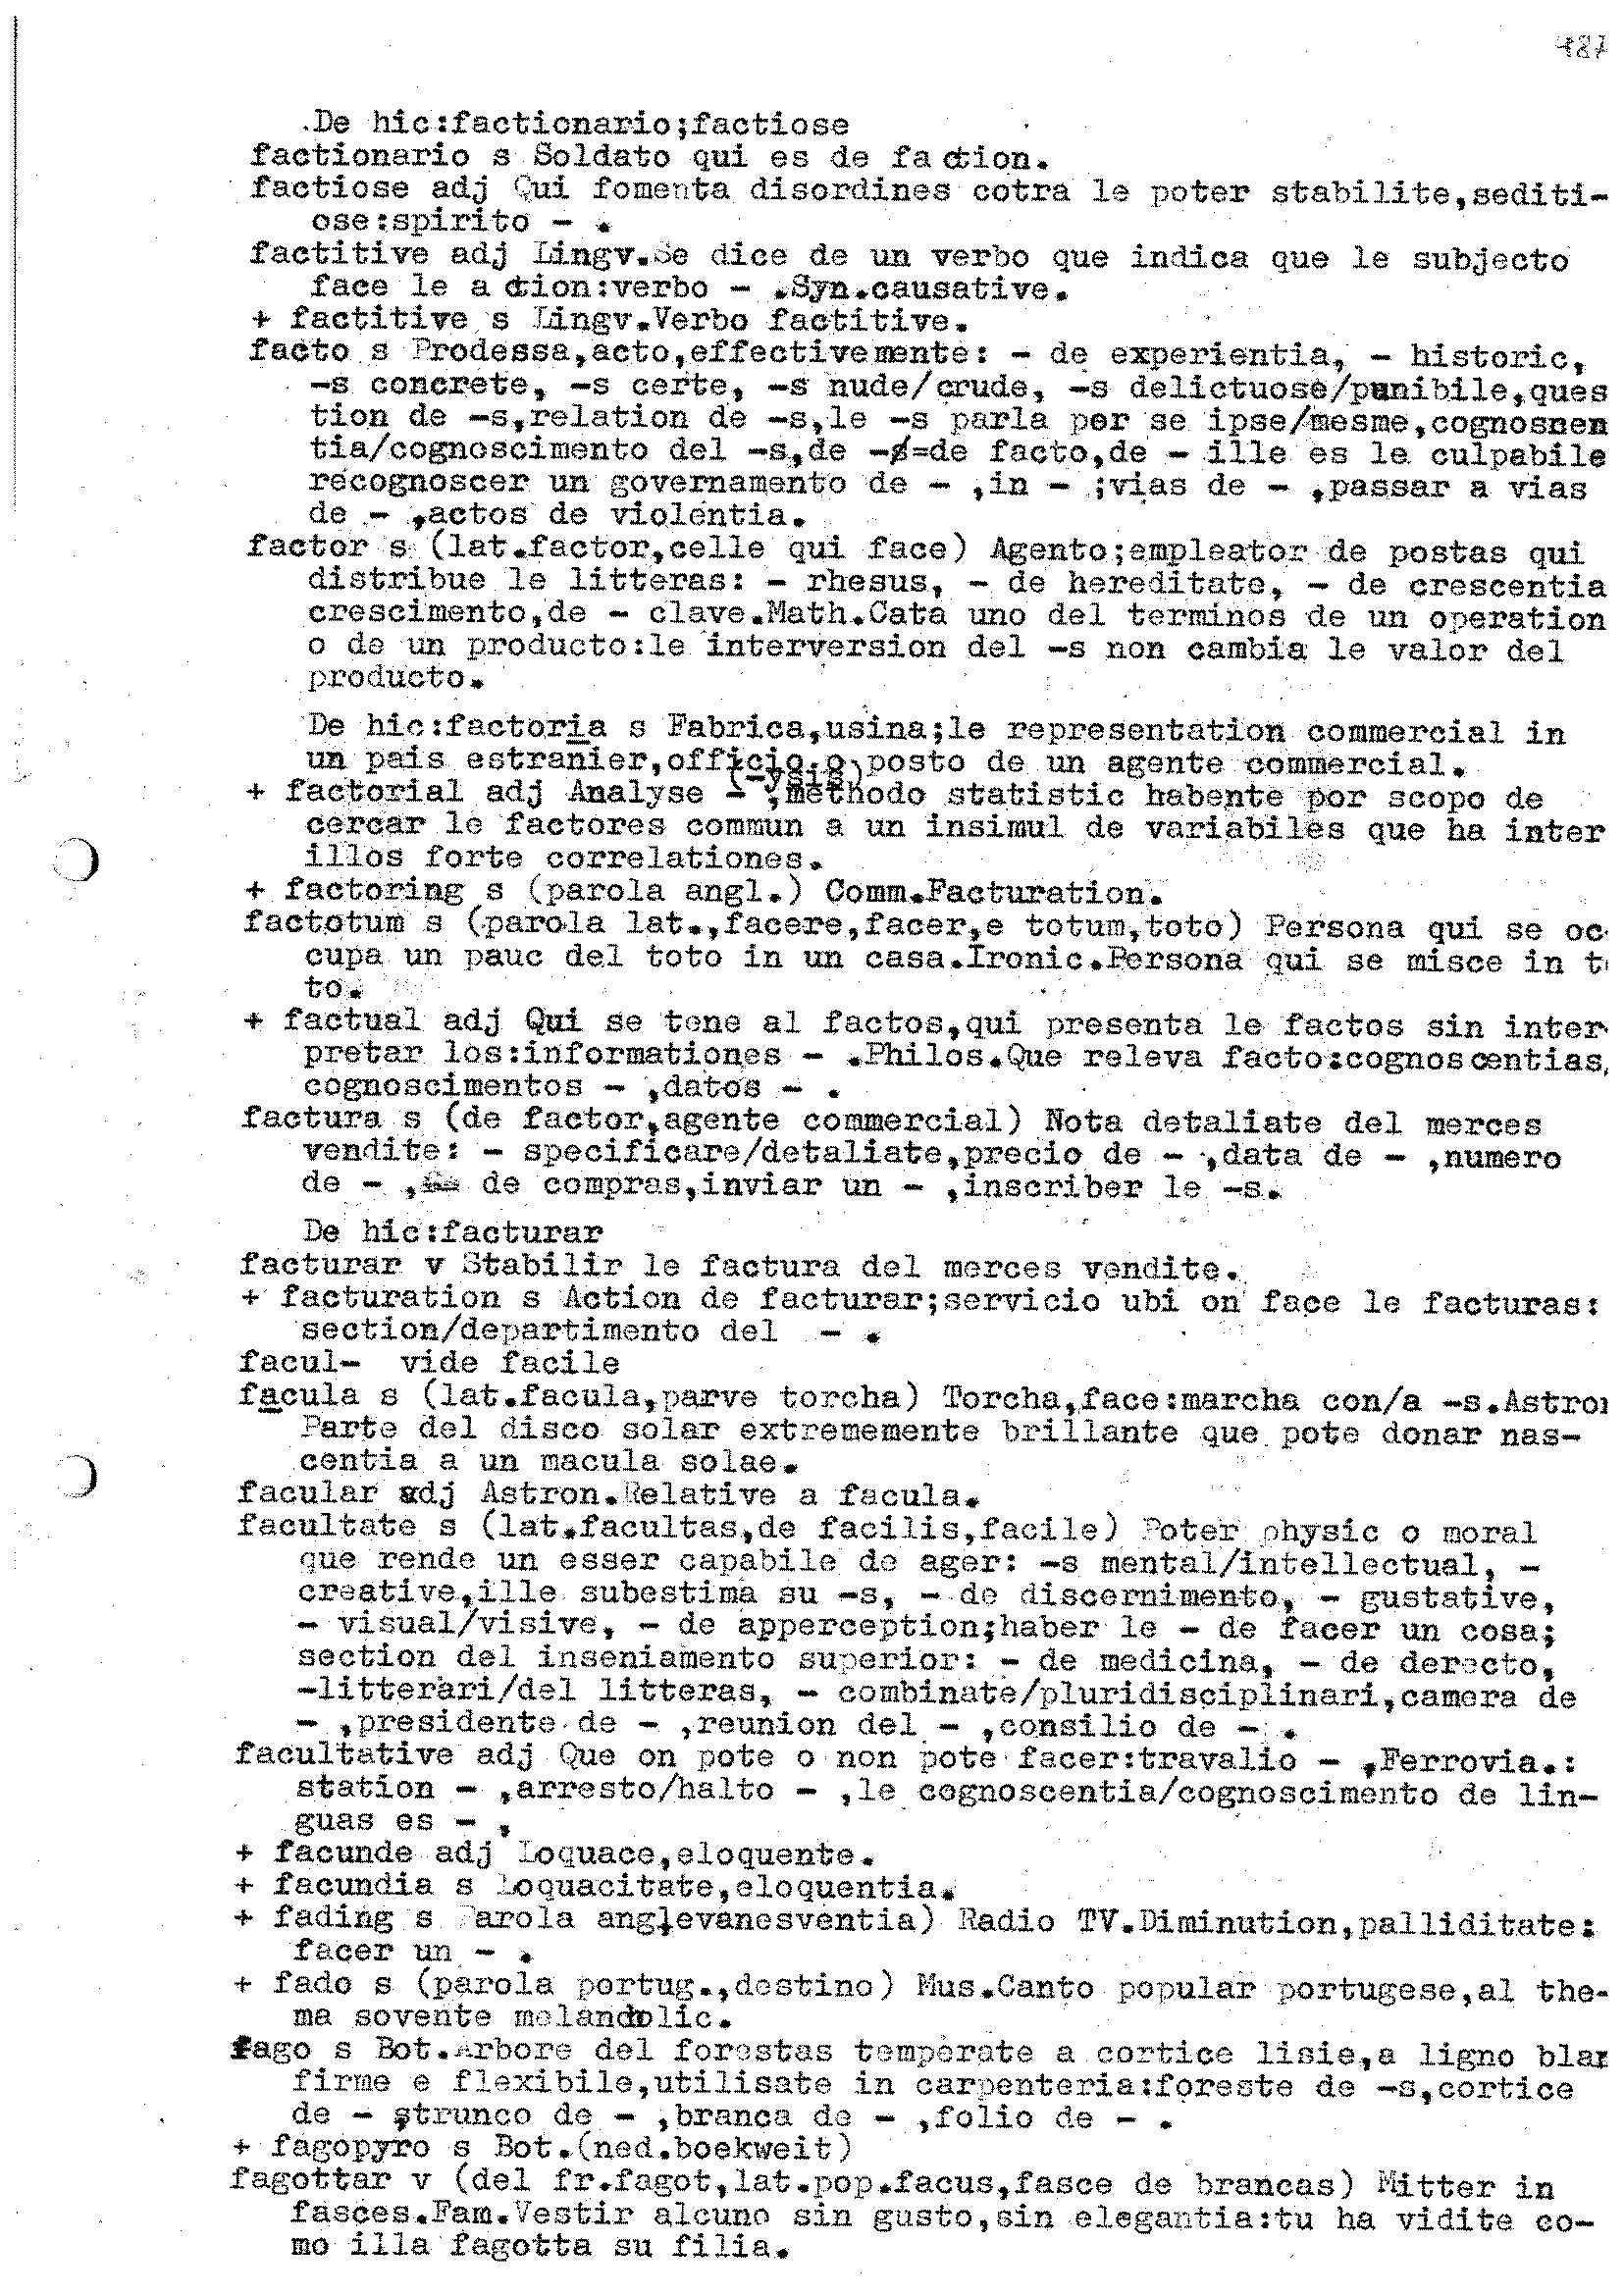 187
De hic:factionario;factiose
factionario s Soldato qui es de faction.
factiose adj Qui fomenta disordines cotra le poter stabilite,sediti-
ose:spirito - .
factitive adj Lingv.Se dice de un verbo que indica que le subjecto
face le action:verbo - .Syn.causative.
+ factitive s Lingv.Verbo factitive.
facto s Prodessa,acto,effectivemente: - de experientia, - historic,
-s concrete, -s certe, -s nude/crude, -s delictuose/punibile,ques
tion de -s,relation de -s,le -s parla per se ipse/mesme,cognosnen
tia/cognoscimento del -s,de -s=de facto,de - ille es le culpabile
recognoscer un governamento de - ,in - ;vias de - ,passar a vias
de - ,actos de violentia.
factor s (lat.factor,celle qui face) Agento;empleator de postas qui
distribue le litteras: - rhesus, - de hereditate, - de crescentia
crescimento,de - clave.Math.Cata uno del terminos de un operation
o de un producto:le interversion del -s non cambia le valor del
producto.
De hic:factoria s Fabrica,usina;le representation commercial in
un pais estranier,officio o posto de un agente commercial.
(-ysis)
+ factorial adj Analyse - ,methodo statistic habente por scopo de
cercar le factores commun a un insimul de variabiles que ha inter
illos forte correlationes.
+ factoring s (parola angl.) Comm.Facturation.
factotum s (parola lat.,facere,facer,e totum,toto) Persona qui se oc-
cupa un pauc del toto in un casa.Ironic.Persona qui se misce in t
to.
+ factual adj Qui se tene al factos,qui presenta le factos sin inter-
pretar los:informationes - .Philos.Que releva facto:cognoscentias,
cognoscimentos - ,datos - .
factura s (de factor,agente commercial) Nota detaliate del merces
vendite: - specificare/detaliate,precio de - ,data de - ,numero
de - , de compras,inviar un - ,inscriber le -s.
De hic:facturar
facturar v Stabilir le factura del merces vendite.
+ facturation s Action de facturar;servicio ubi on face le facturas:
section/departimento del - .
facul- vide facile
facula s (lat.facula,parve torcha) Torcha,face:marcha con/a -s.Astron
Parte del disco solar extrememente brillante que pote donar nas-
centia a un macula solae.
facular adj Astron.Relative a facula.
facultate s (lat.facultas,de facilis,facile) Poter physic o moral
que rende un esser capabile de ager: -s mental/intellectual, -
creative,ille subestima su -s, - de discernimento, - gustative,
- visual/visive, - de apperception;haber le - de facer un cosa;
section del inseniamento superior: - de medicina, - de derecto,
-litterari/del litteras, - combinate/pluridisciplinari,camera de
- ,presidente de - ,reunion del - ,consilio de - .
facultative adj Que on pote o non pote facer:travalio - ,Ferrovia.:
station - ,arresto/halto - ,le cognoscentia/cognoscimento de lin-
guas es - ,
+ facunde adj Loquace,eloquente.
+ facundia s Loquacitate,eloquentia.
+ fading s Parola angl,evanesventia) Radio TV.Diminution,palliditate:
facer un - .
+ fado s (parola portug.,destino) Mus.Canto popular portugese,al the-
ma sovente melancholic.
fago s Bot.Arbore del forestas temperate a cortice lisie,a ligno blan
firme e flexibile,utilisate in carpenteria:foreste de -s,cortice
de - ,trunco de - ,branca de - ,folio de - .
+ fagopyro s Bot.(ned.boekweit)
fagottar v (del fr.fagot,lat.pop.facus,fasce de brancas) Mitter in
fasces.Fam.Vestir alcuno sin gusto,sin elegantia:tu ha vidite co-
mo illa fagotta su filia.